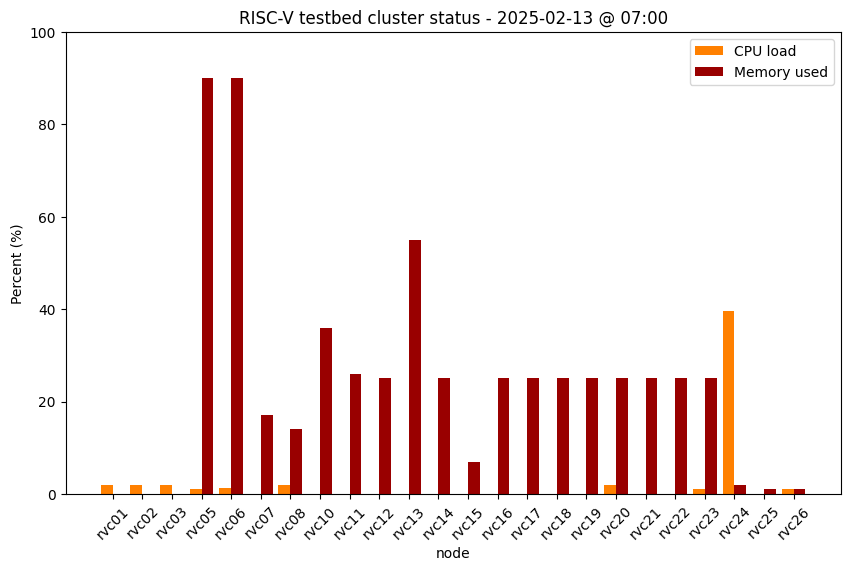 RISC-V testbed cluster status - 2025-02-13 @ 07:00
CPU load
Memory used
Percent (%)
100
80
60
40
20
0
rvc01 rvc02 rvc03 rvc05 rvc06 rvc07 rvc08 rvc10 rvc11 rvc12 rvc13 rvc14 rvc15 rvc16 rvc17 rvc18 rvc19 rvc20 rvc21 rvc22 rvc23 rvc24 rvc25 rvc26
node